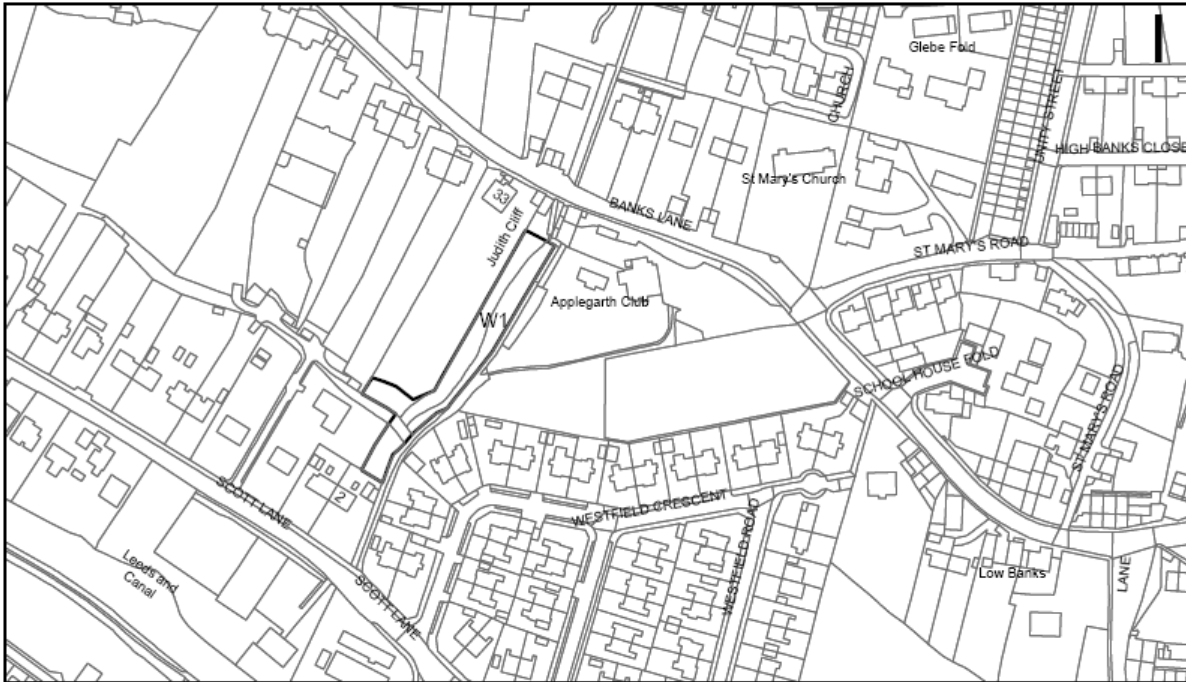 Glebe Fold
CHURCH
UNITY STREET
HIGH BANKS CLOSE
St Mary's Church
33
BANKS LANE
Judith Cliff
ST MARY'S ROAD
Applegarth Club
W1
SCHOOL HOUSE FOLD
ST MARY'S ROAD
2
SCOTT LANE
WESTFIELD CRESCENT
WESTFIELD ROAD
Leeds and
Canal
SCOTT LANE
Low Banks
LANE